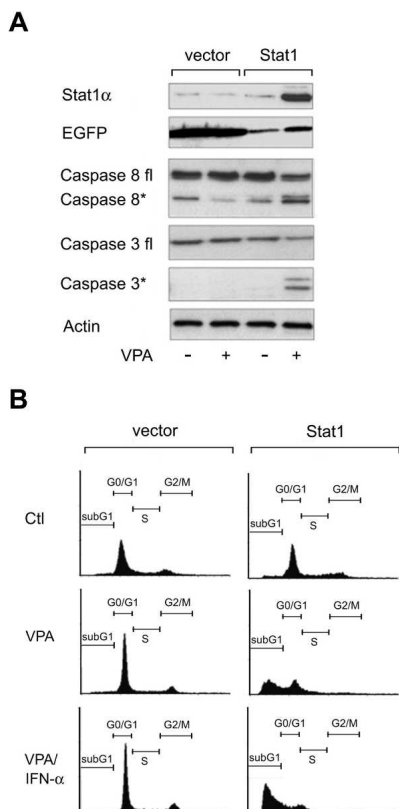 A
vector Stat1
Stat1α
EGFP
Caspase 8 fl
Caspase 8*
Caspase 3 fl
Caspase 3*
Actin
VPA - + - +
B
vector Stat1
Ctl
subG1 G0/G1 S G2/M
subG1 G0/G1 S G2/M
VPA
subG1 G0/G1 S G2/M
subG1 G0/G1 S G2/M
VPA/
IFN-α
subG1 G0/G1 S G2/M
subG1 G0/G1 S G2/M